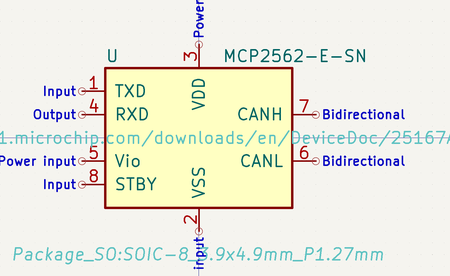 Power
3
U
MCP2562-E-SN
Input 1 TXD
VDD
Output 4 RXD
CANH 7 Bidirectional
1.microchip.com/downloads/en/DeviceDoc/25167
Power input 5 Vio
CANL 6 Bidirectional
Input 8 STBY
VSS
2
input
Package_SO:SOIC-8_3.9x4.9mm_P1.27mm